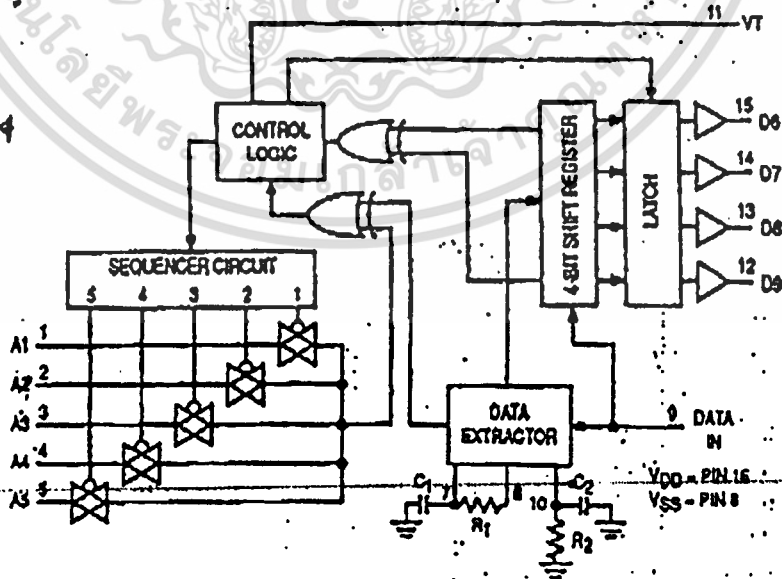 11 VT
4
CONTROL
LOGIC
4-BIT SHIFT REGISTER
LATCH
15 D6
14 D7
13 D8
12 D9
SEQUENCER CIRCUIT
5 4 3 2 1
A1 1
A2 2
A3 3
A4 4
A5 5
DATA
EXTRACTOR
9 DATA
IN
C1 7 R1
10 C2 R2
VDD = PIN 16
VSS = PIN 8